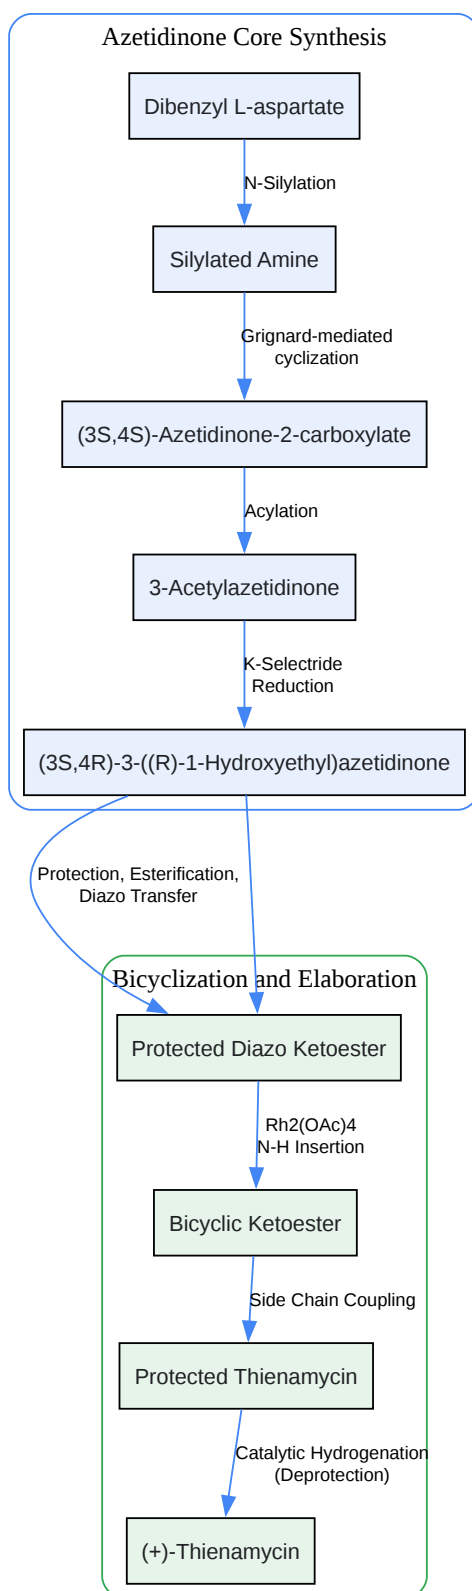 Azetidinone Core Synthesis
Dibenzyl L-aspartate
N-Silylation
Silylated Amine
Grignard-mediated
cyclization
(3S,4S)-Azetidinone-2-carboxylate
Acylation
3-Acetylazetidinone
K-Selectride
Reduction
(3S,4R)-3-((R)-1-Hydroxyethyl)azetidinone
Protection, Esterification,
Diazo Transfer
Bicyclization and Elaboration
Protected Diazo Ketoester
Rh2(OAc)4
N-H Insertion
Bicyclic Ketoester
Side Chain Coupling
Protected Thienamycin
Catalytic Hydrogenation
(Deprotection)
(+)-Thienamycin